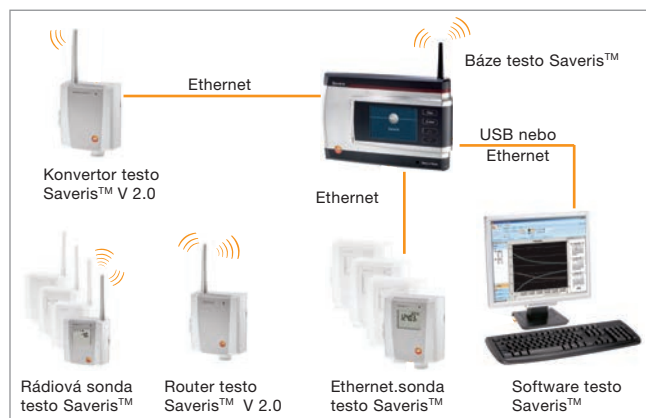 Báze testo Saveris™
Ethernet
USB nebo
Ethernet
Konvertor testo
Saveris™ V 2.0
Ethernet
Rádiová sonda
testo Saveris™
Router testo
Saveris™ V 2.0
Ethernet.sonda
testo Saveris™
Software testo
Saveris™